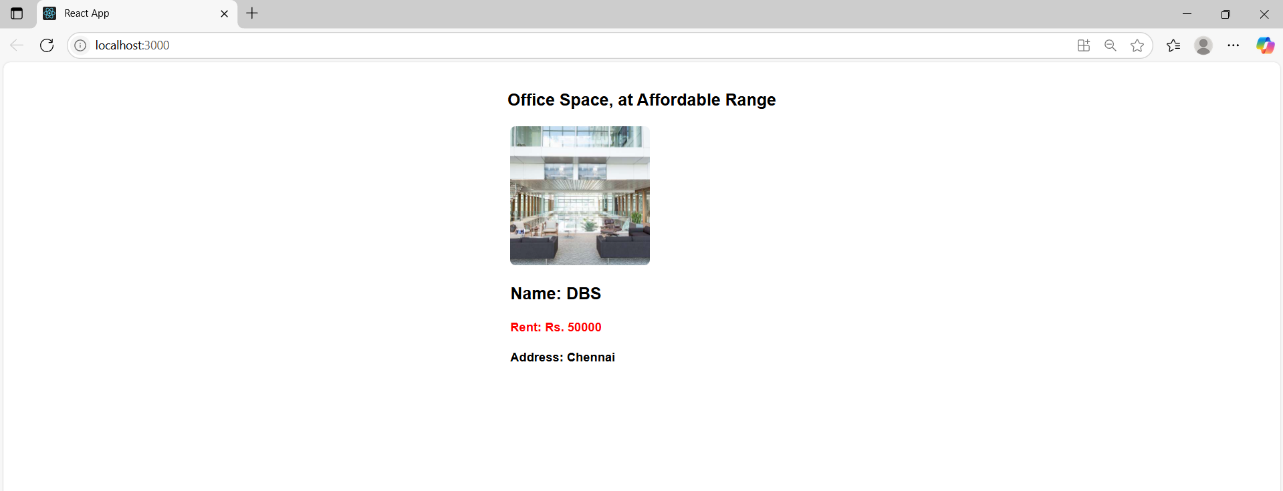 React App
localhost:3000
Office Space, at Affordable Range
Name: DBS
Rent: Rs. 50000
Address: Chennai